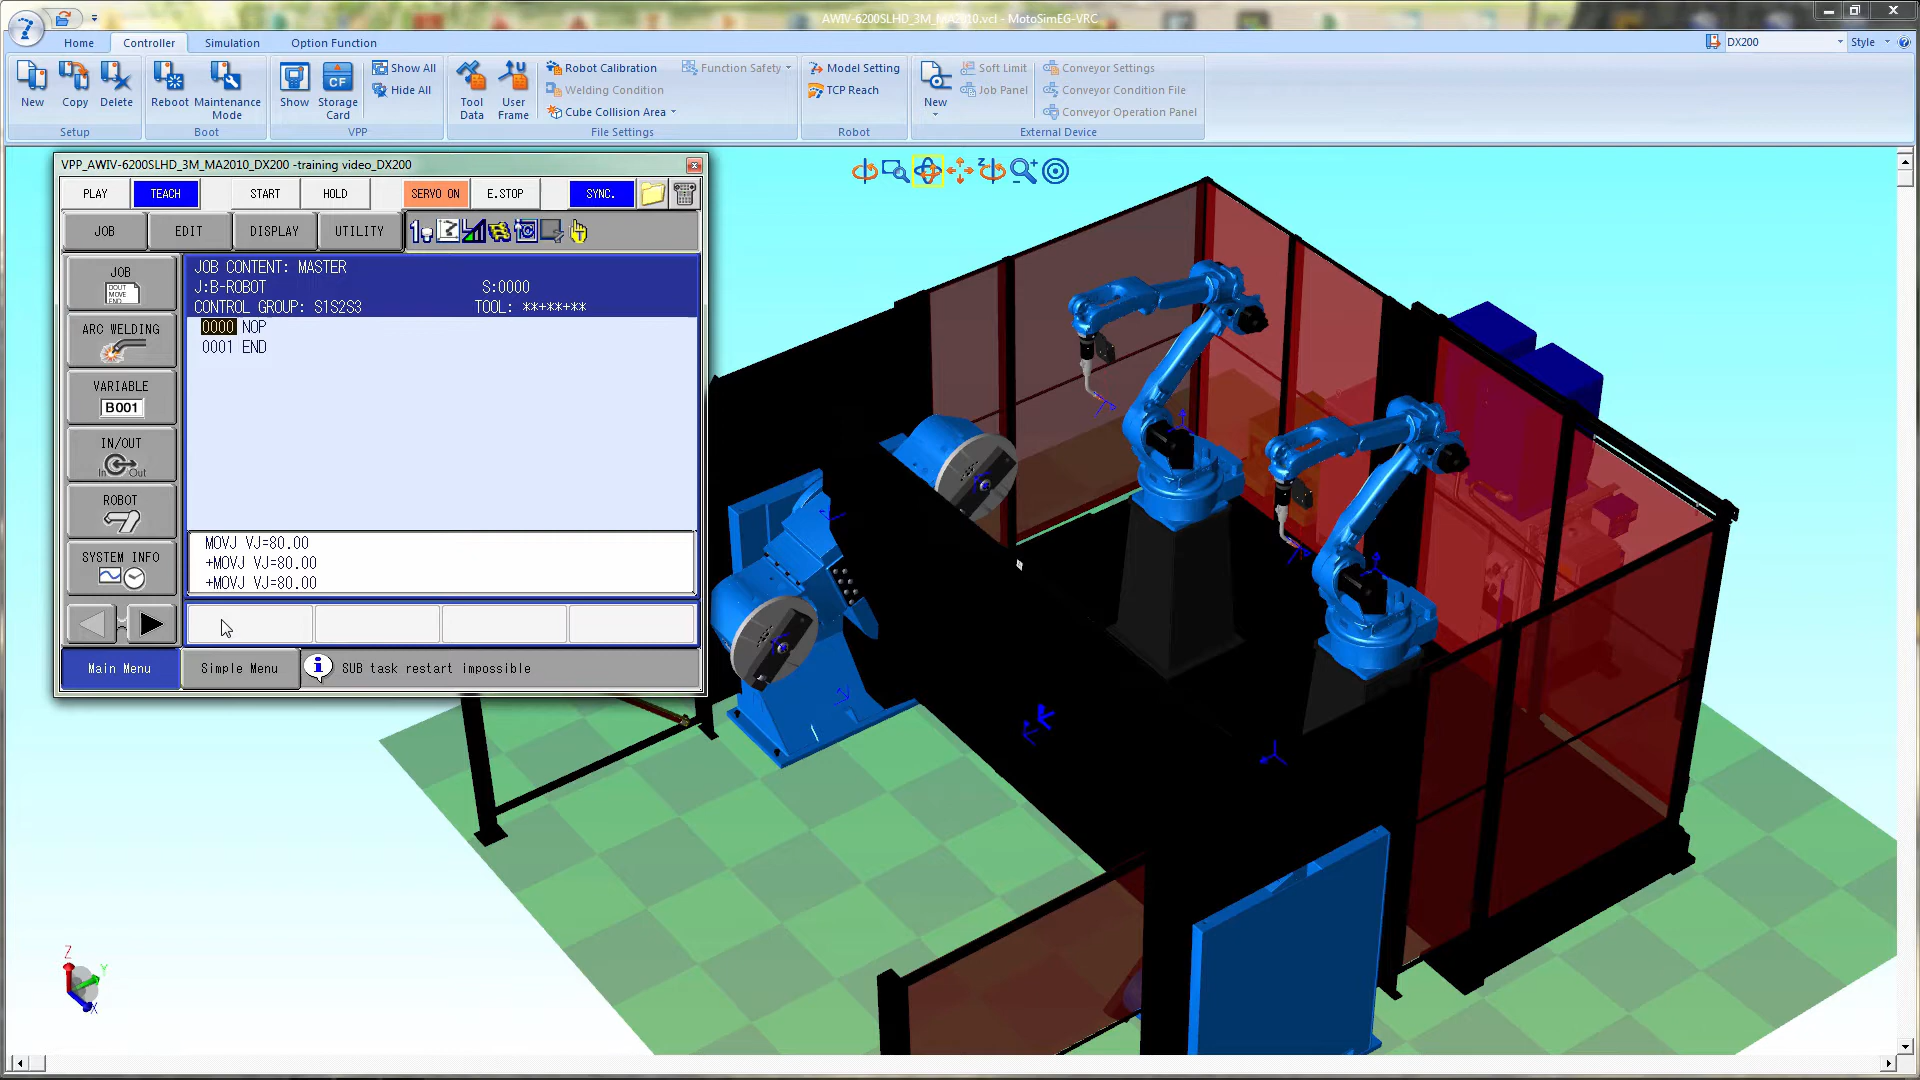 AWIV-6200SLHD_3M_MA2010.vcl - MotoSimEG-VRC
Home Controller Simulation Option Function DX200 Style
New Copy Delete Reboot Maintenance Mode Show Storage Card
Show All
Hide All
Tool Data User Frame
Robot Calibration
Welding Condition
Cube Collision Area
Function Safety
Model Setting
TCP Reach
New
Soft Limit
Job Panel
Conveyor Settings
Conveyor Condition File
Conveyor Operation Panel
CF
Setup Boot VPP File Settings Robot External Device
VPP_AWIV-6200SLHD_3M_MA2010_DX200 -training video_DX200
PLAY TEACH START HOLD SERVO ON E.STOP SYNC.
JOB EDIT DISPLAY UTILITY
JOB
DOUT
MOVE
END
ARC WELDING
VARIABLE
B001
IN/OUT
In Out
ROBOT
SYSTEM INFO
JOB CONTENT: MASTER
J:B-ROBOT S:0000
CONTROL GROUP: S1S2S3 TOOL: **+**+**
0000 NOP
0001 END
MOVJ VJ=80.00
+MOVJ VJ=80.00
+MOVJ VJ=80.00
Main Menu Simple Menu SUB task restart impossible
Z
Y
X